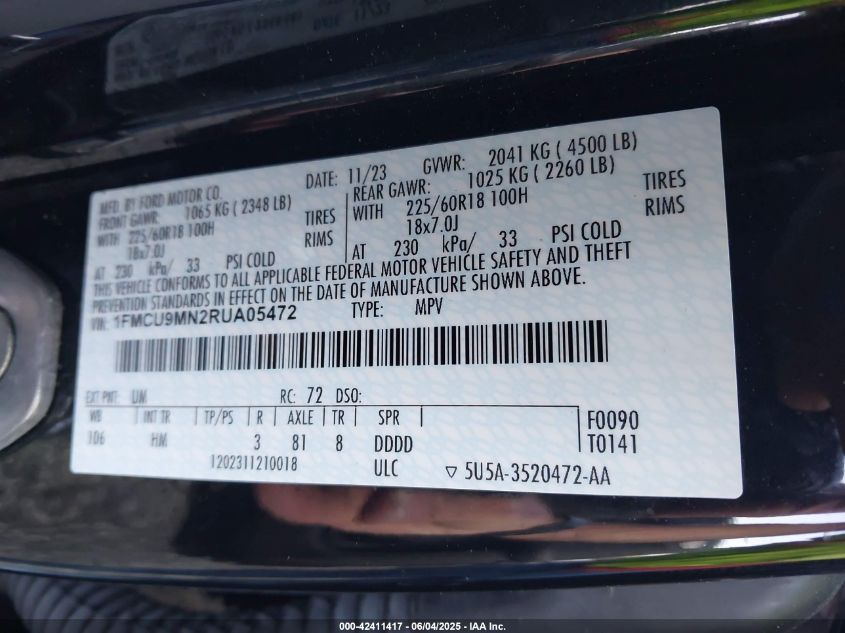 MFD. BY FORD MOTOR CO.
DATE: 11/23 GVWR: 2041 KG ( 4500 LB)
FRONT GAWR: 1065 KG ( 2348 LB)
REAR GAWR: 1025 KG ( 2260 LB)
WITH 225/60R18 100H TIRES
WITH 225/60R18 100H TIRES
18x7.0J RIMS
18x7.0J RIMS
AT 230 kPa/ 33 PSI COLD
AT 230 kPa/ 33 PSI COLD
THIS VEHICLE CONFORMS TO ALL APPLICABLE FEDERAL MOTOR VEHICLE SAFETY AND THEFT
PREVENTION STANDARDS IN EFFECT ON THE DATE OF MANUFACTURE SHOWN ABOVE.
VIN: 1FMCU9MN2RUA05472 TYPE: MPV
EXT PNT: UM RC: 72 DSO:
WB INT TR TP/PS R AXLE TR SPR F0090
106 HM 3 81 8 DDDD T0141
1202311210018 ULC 5U5A-3520472-AA
000-42411417 - 06/04/2025 - IAA Inc.